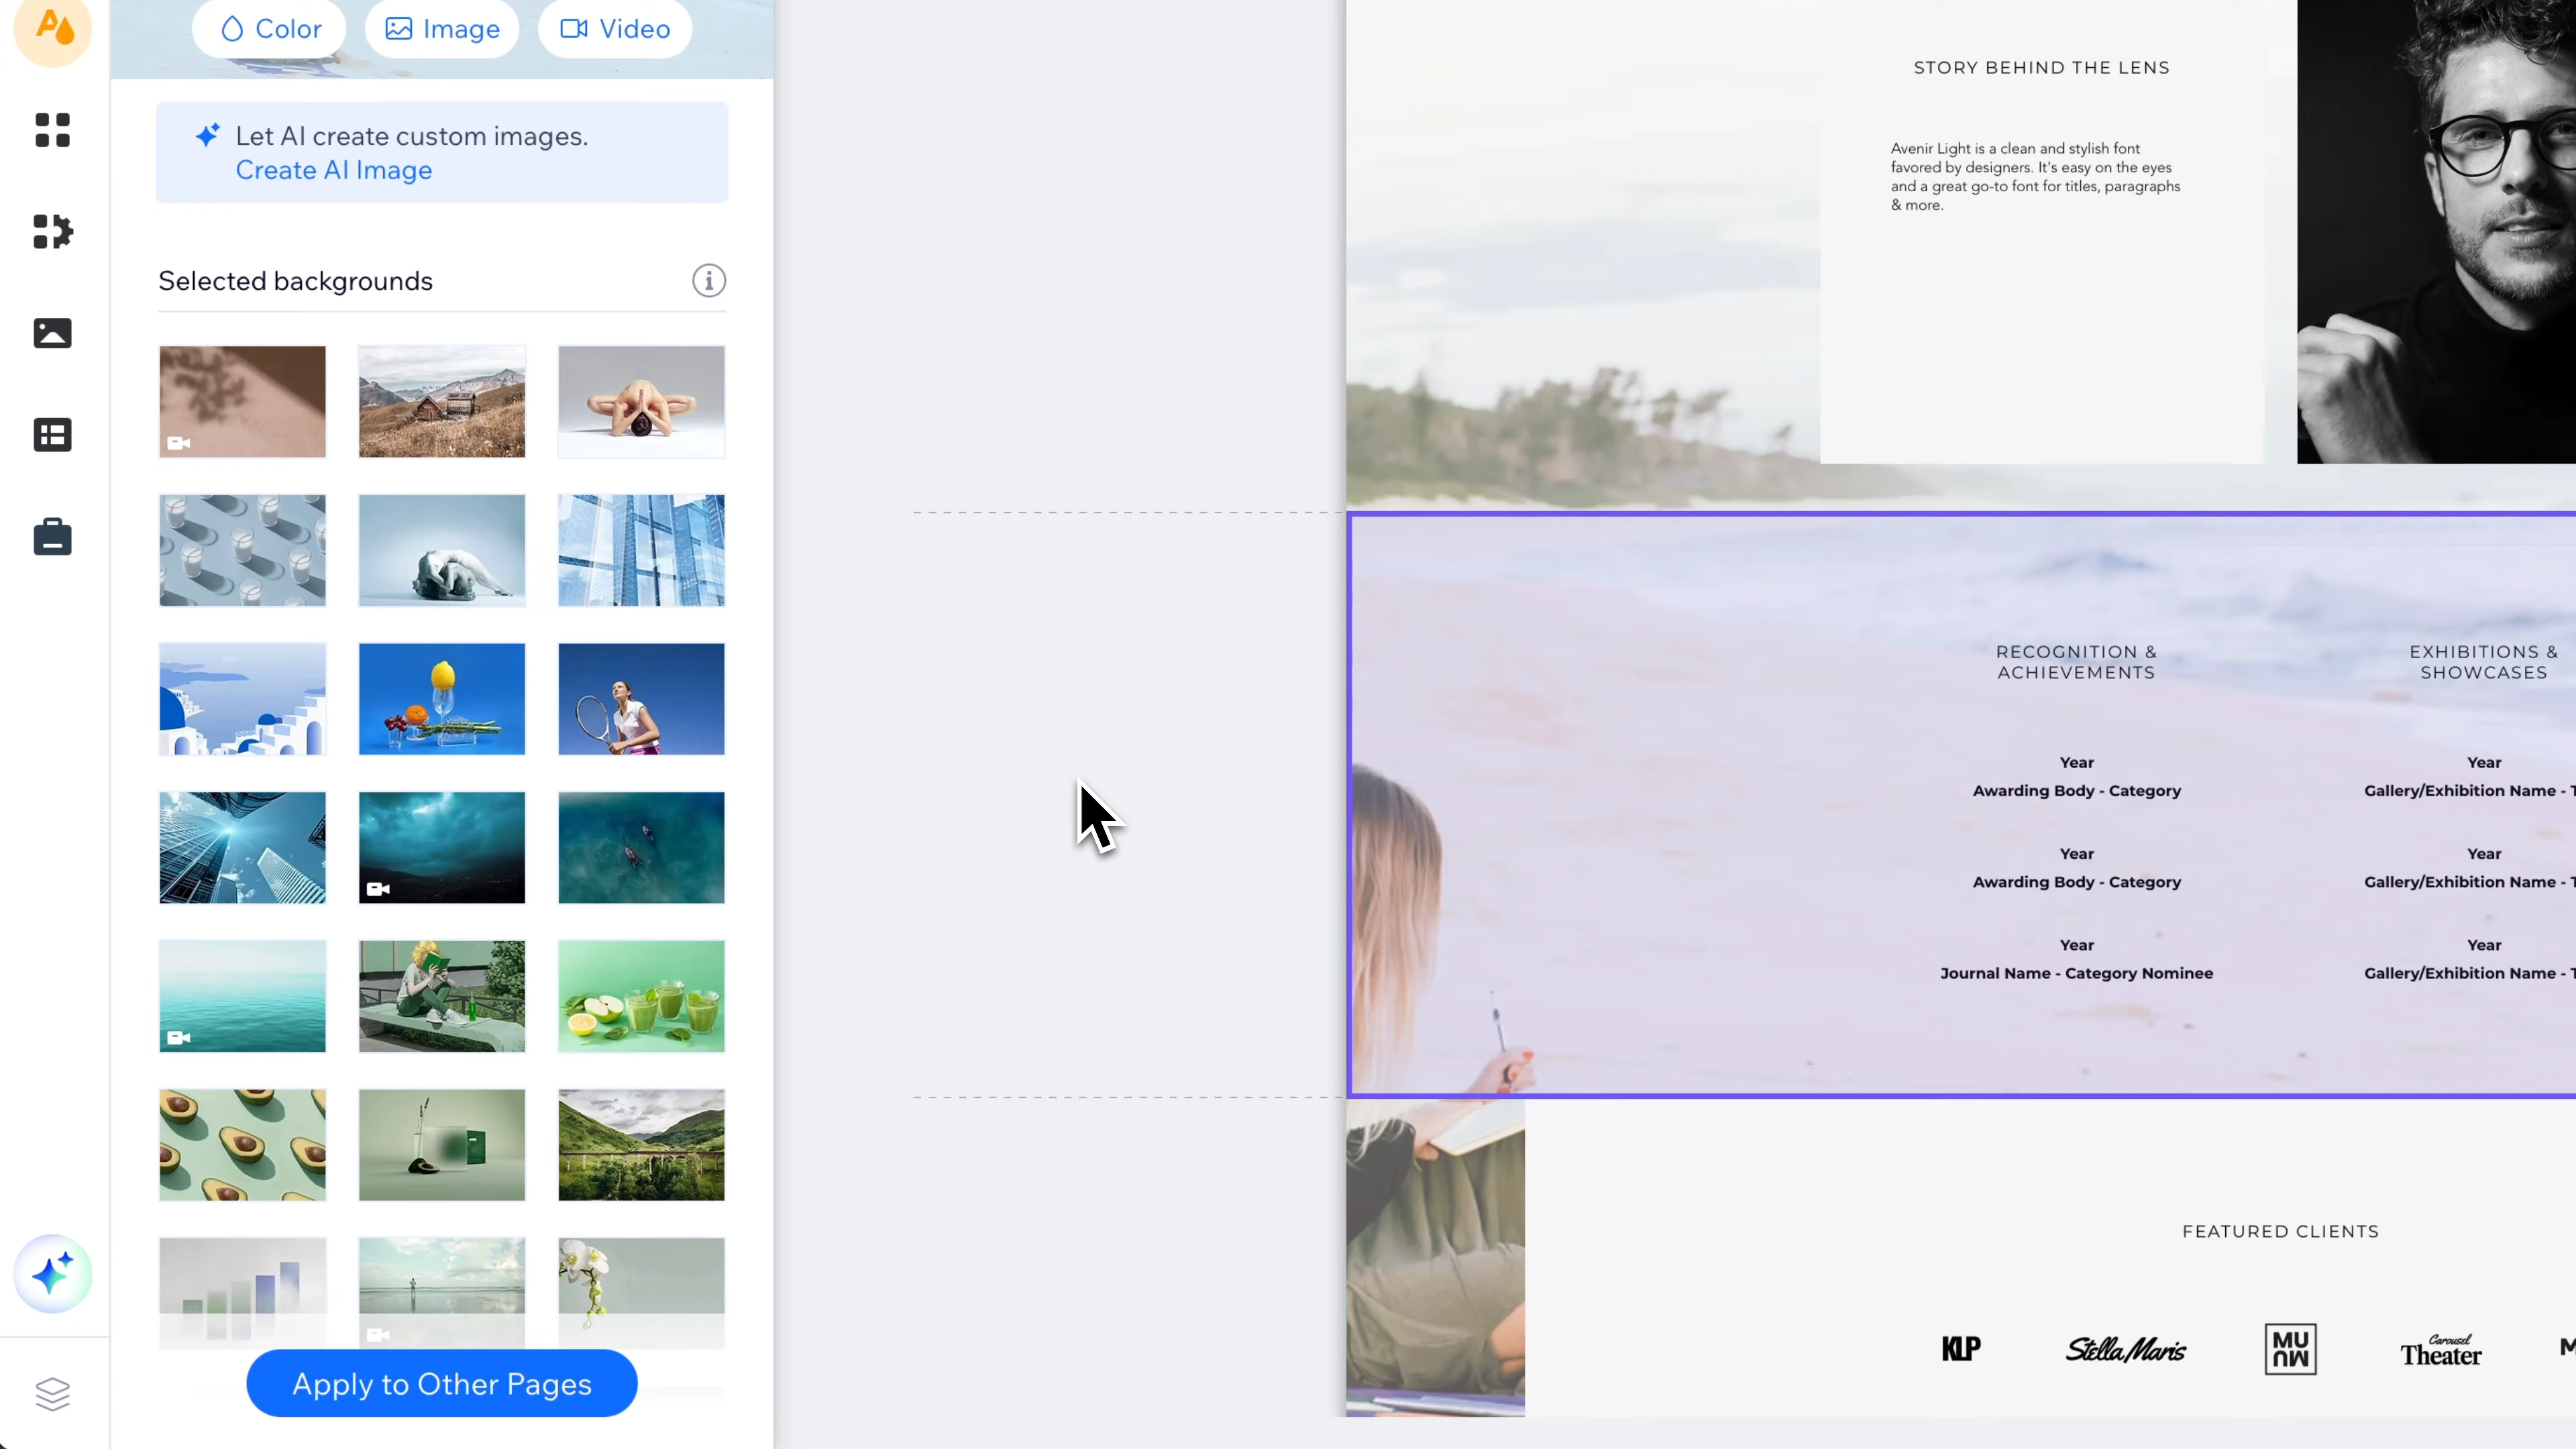 Color
Image
Video
Let AI create custom images.
Create AI Image
Selected backgrounds
Apply to Other Pages
STORY BEHIND THE LENS
Avenir Light is a clean and stylish font
favored by designers. It's easy on the eyes
and a great go-to font for titles, paragraphs
& more.
RECOGNITION &
ACHIEVEMENTS
Year
Awarding Body - Category
Year
Awarding Body - Category
Year
Journal Name - Category Nominee
EXHIBITIONS &
SHOWCASES
Year
Gallery/Exhibition Name -
Year
Gallery/Exhibition Name -
Year
Gallery/Exhibition Name -
FEATURED CLIENTS
KLP
Stella Maris
MU
Carousel
Theater